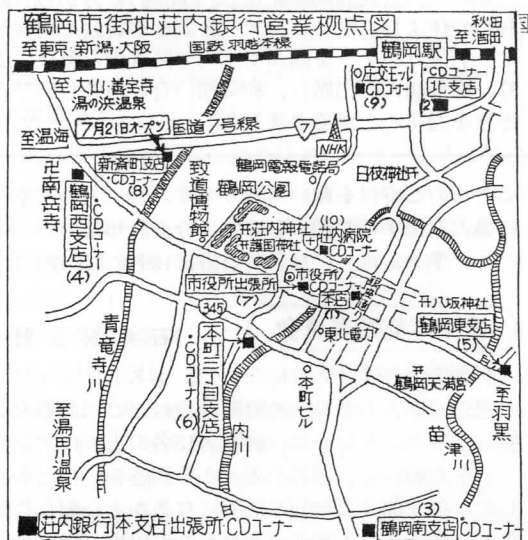 鶴岡市街地荘内銀行営業拠点図
秋田
至酒田
至東京・新潟・大阪
国鉄羽越本線
鶴岡駅
至大山・善宝寺
湯の浜温泉
庄交モール
CDコーナー
(9)
・CDコーナー
北支店
(2)
至温海
7月21日オープン
国道7号線
7
NHK
新斎町支店
・CDコーナー
(8)
卍南岳寺
鶴岡西支店
・CDコーナー
(4)
致道博物館
鶴岡電報電話局
鶴岡公園
日枝神社
荘内神社
護国神社
(10)
荘内病院
CDコーナー
市役所
市役所出張所
(7)
CDコーナー
本店
(1)
八坂神社
鶴岡東支店
(5)
345
東北電力
本町二丁目支店
・CDコーナー
(6)
本町ビル
鶴岡天満宮
至羽黒
青竜寺川
内川
苗津川
至湯田川温泉
(3)
荘内銀行本支店出張所CDコーナー
鶴岡南支店
・CDコーナー